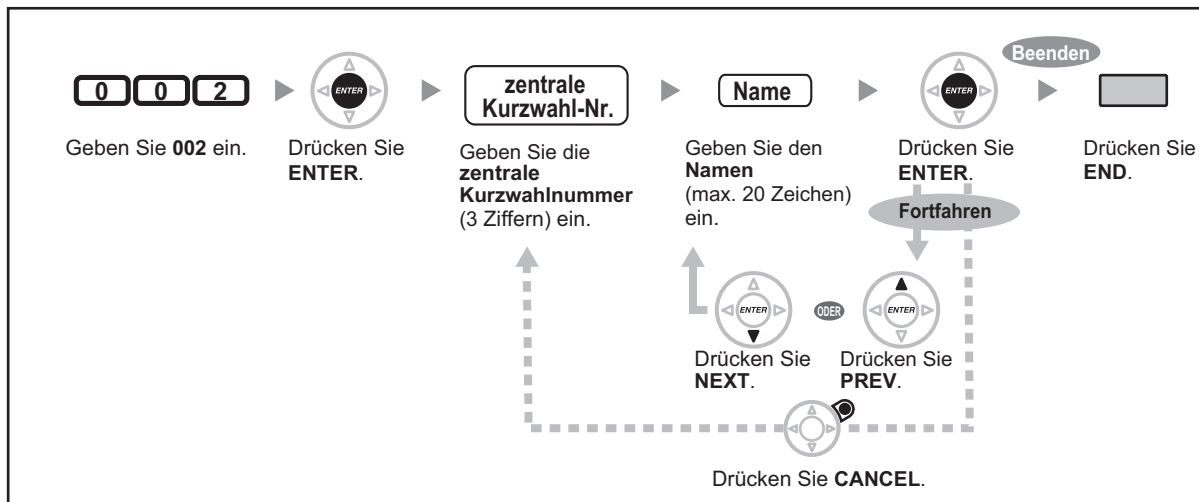 Beenden
0 0 2
ENTER
zentrale
Kurzwahl-Nr.
Name
ENTER
Geben Sie 002 ein.
Drücken Sie
ENTER.
Geben Sie die
zentrale
Kurzwahlnummer
(3 Ziffern) ein.
Geben Sie den
Namen
(max. 20 Zeichen)
ein.
Drücken Sie
ENTER.
Drücken Sie
END.
Fortfahren
ENTER
ODER
ENTER
Drücken Sie
NEXT.
Drücken Sie
PREV.
Drücken Sie CANCEL.